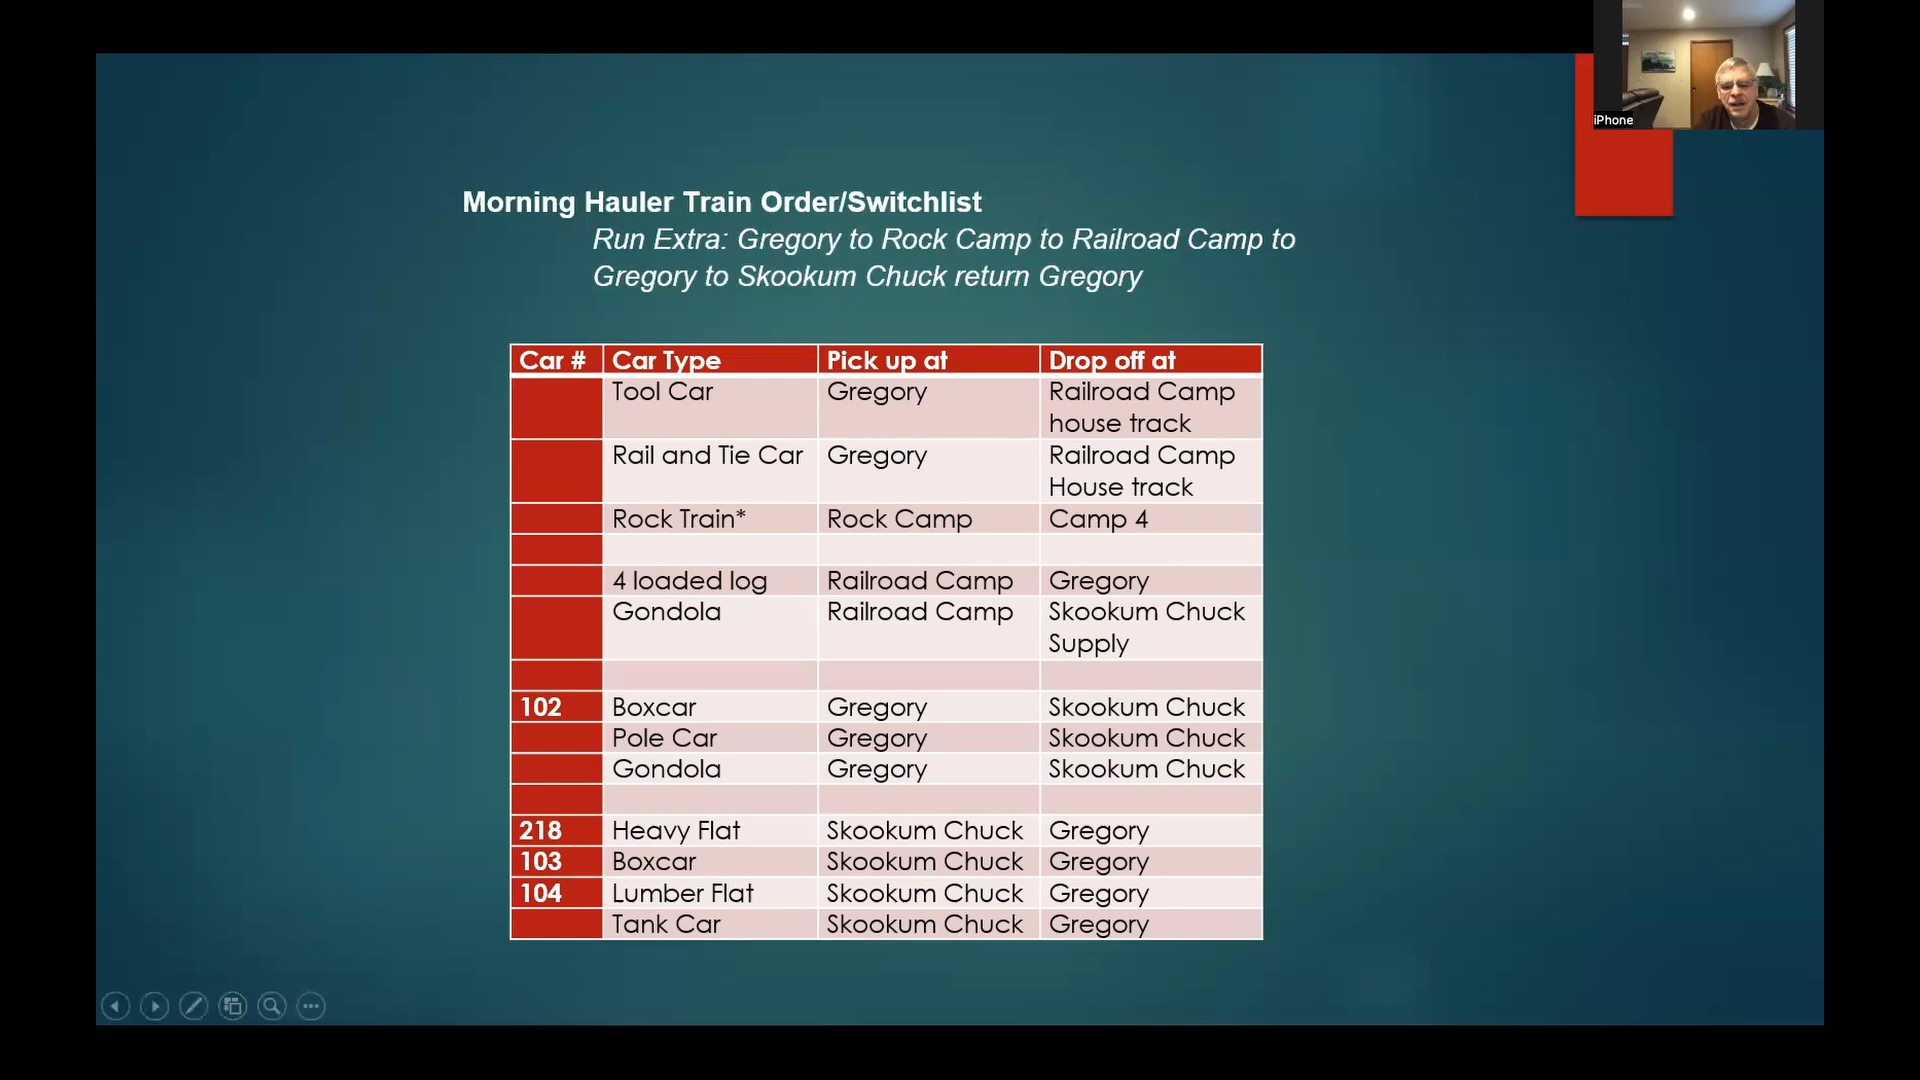 iPhone
Morning Hauler Train Order/Switchlist
Run Extra: Gregory to Rock Camp to Railroad Camp to
Gregory to Skookum Chuck return Gregory
Car # Car Type Pick up at Drop off at
Tool Car Gregory Railroad Camp
house track
Rail and Tie Car Gregory Railroad Camp
House track
Rock Train* Rock Camp Camp 4
4 loaded log Railroad Camp Gregory
Gondola Railroad Camp Skookum Chuck
Supply
102 Boxcar Gregory Skookum Chuck
Pole Car Gregory Skookum Chuck
Gondola Gregory Skookum Chuck
218 Heavy Flat Skookum Chuck Gregory
103 Boxcar Skookum Chuck Gregory
104 Lumber Flat Skookum Chuck Gregory
Tank Car Skookum Chuck Gregory